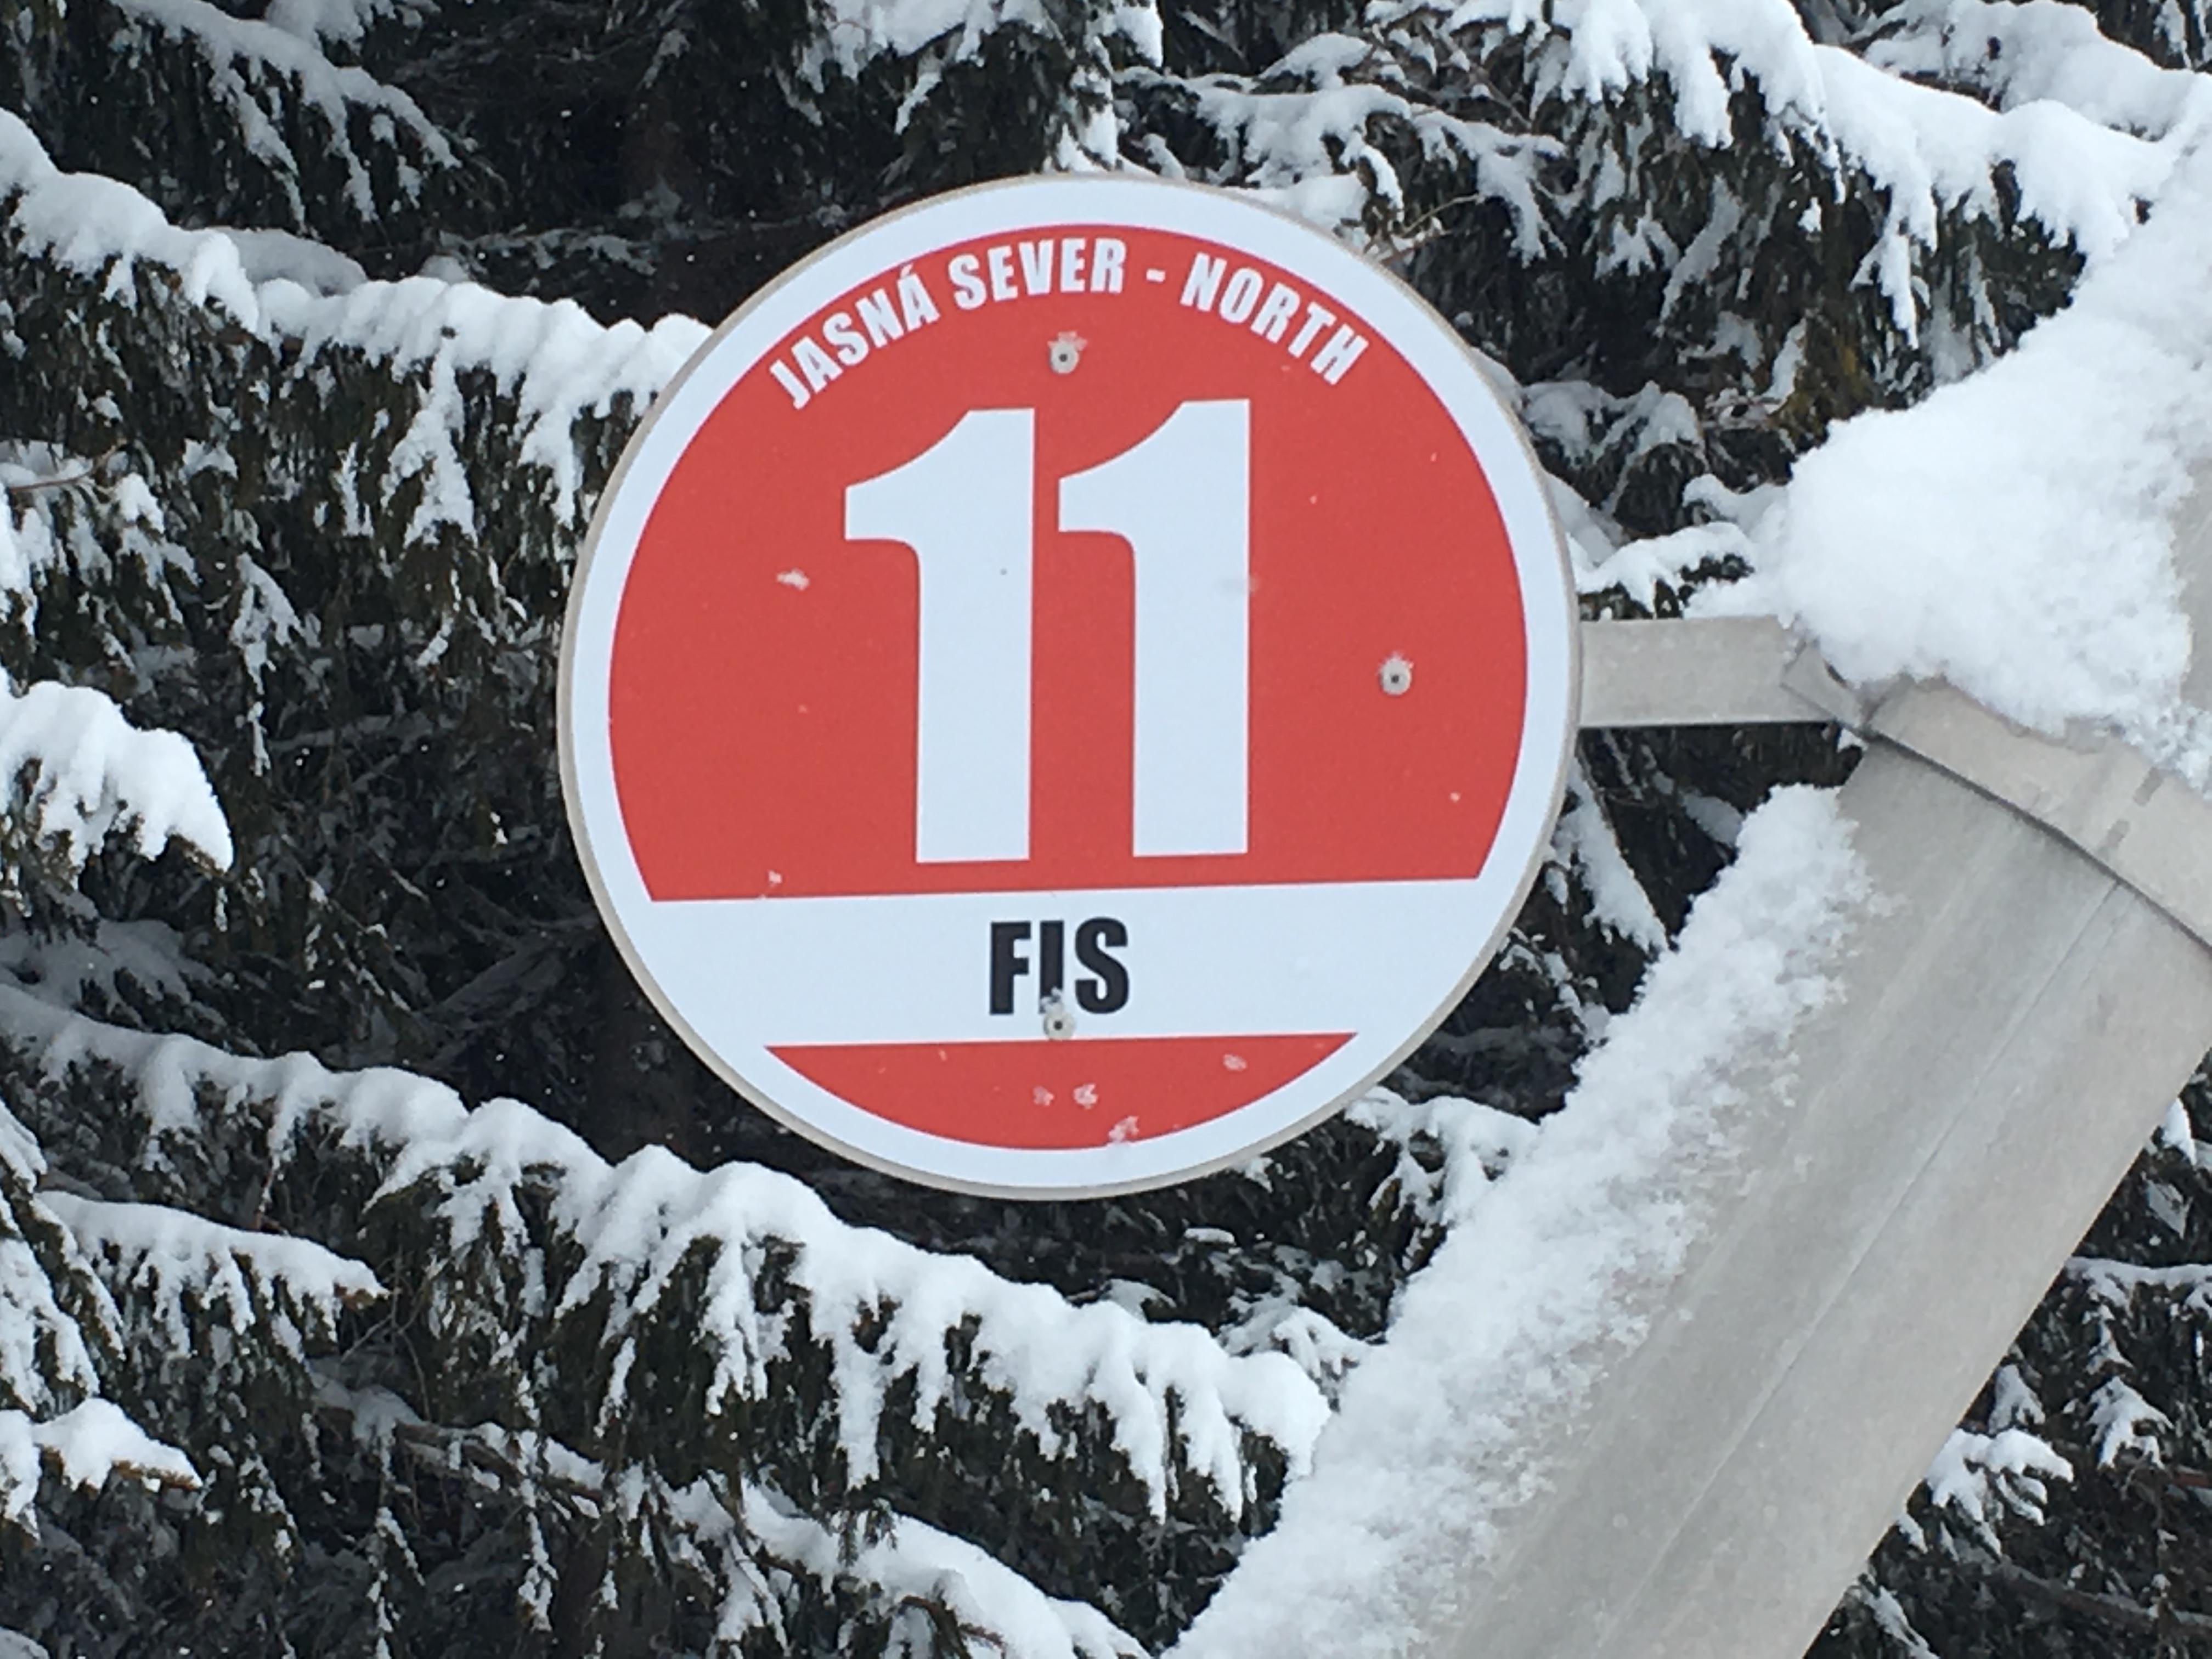 JASNÁ SEVER - NORTH
11
FIS